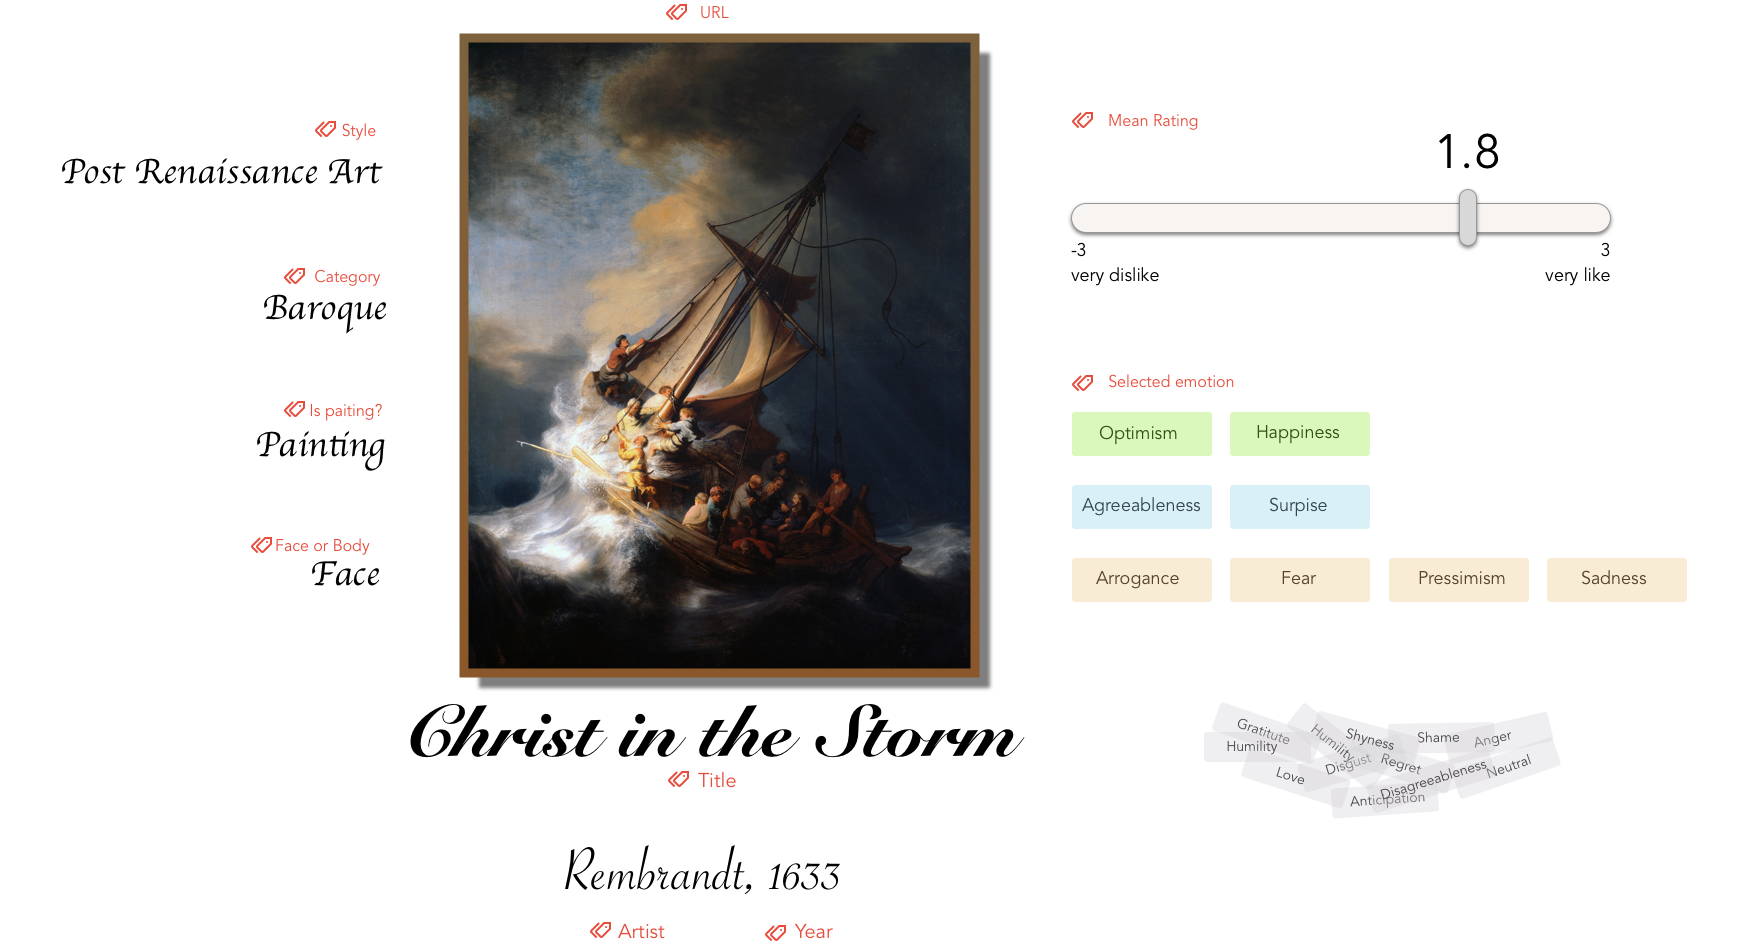 URL
Style
Post Renaissance Art
Category
Baroque
Is paiting?
Painting
Face or Body
Face
Christ in the Storm
Title
Rembrandt, 1633
Artist Year
Mean Rating
1.8
-3 3
very dislike very like
Selected emotion
Optimism Happiness
Agreeableness Surpise
Arrogance Fear Pressimism Sadness
Gratitute
Humility
Humility
Shyness
Shame
Anger
Love
Disgust
Regret
Disagreeableness
Neutral
Anticipation